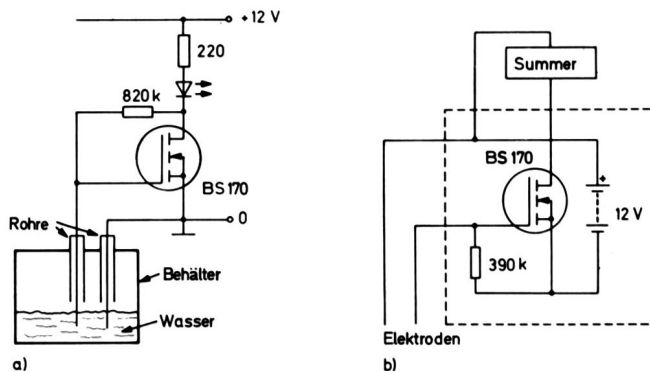 +12 V
220
820 k
BS 170
Rohre
0
Behälter
Wasser
a)
Summer
BS 170
+
12 V
390 k
Elektroden
b)